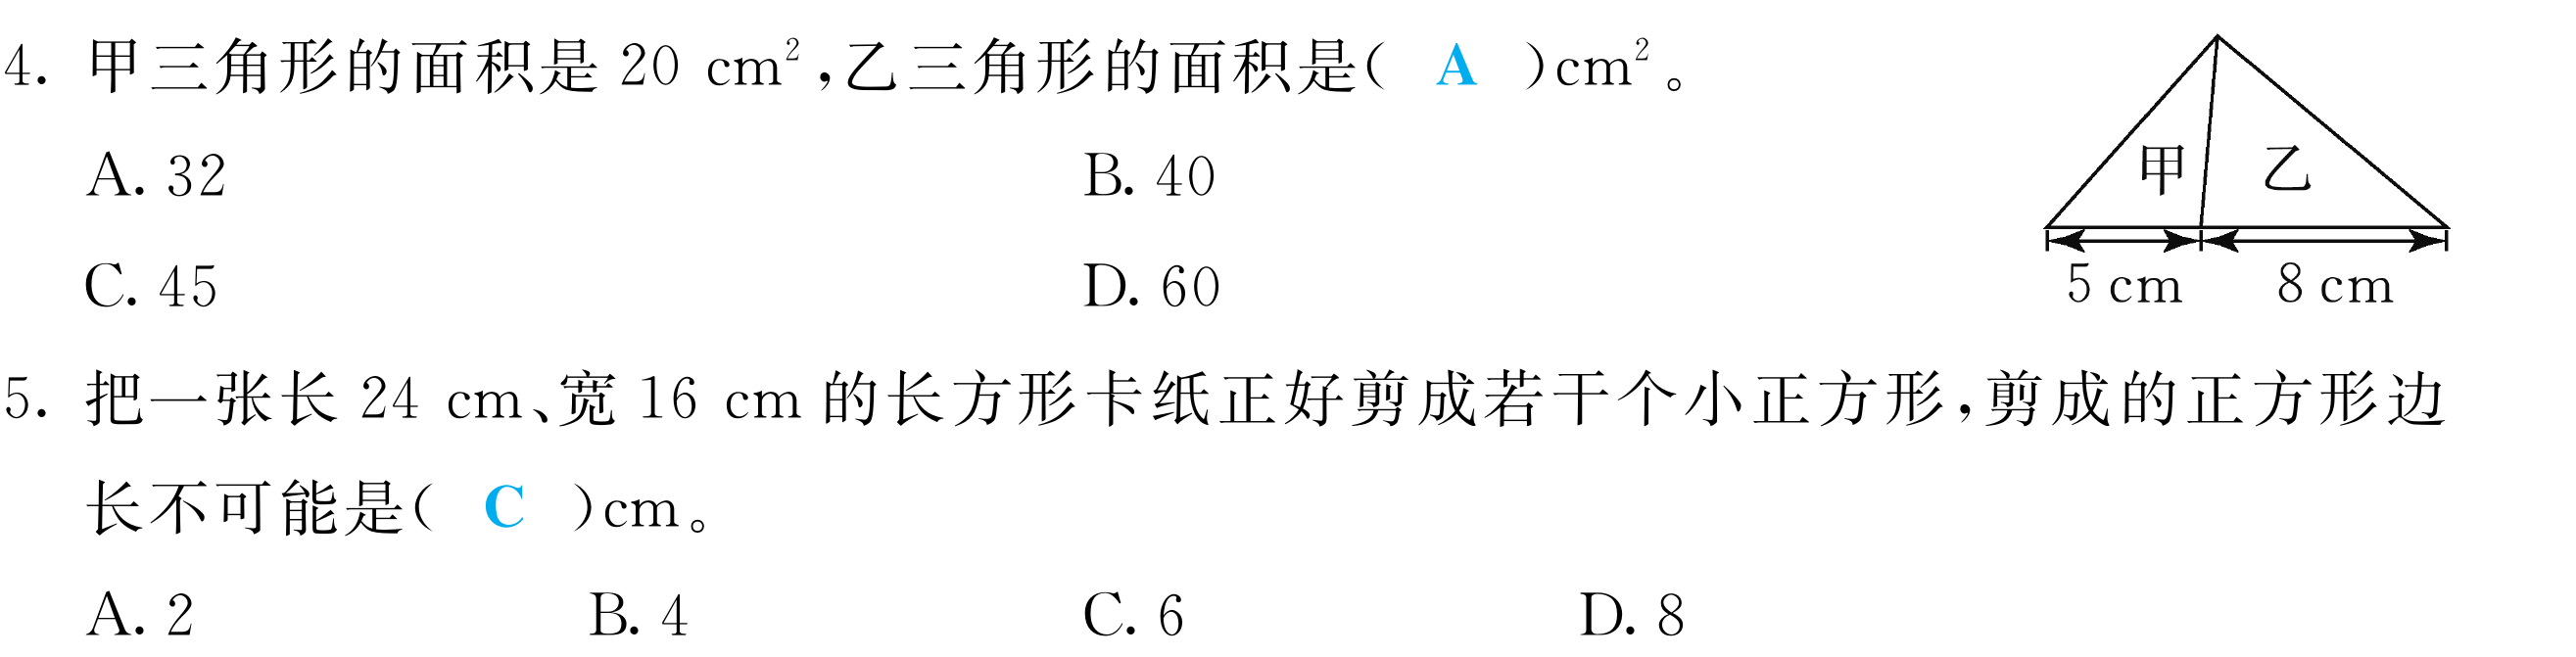 4. 甲三角形的面积是 20 cm²,乙三角形的面积是( A )cm²。
A. 32 B. 40
C. 45 D. 60
甲 乙
5 cm 8 cm
5. 把一张长 24 cm、宽 16 cm 的长方形卡纸正好剪成若干个小正方形,剪成的正方形边
长不可能是( C )cm。
A. 2 B. 4 C. 6 D. 8